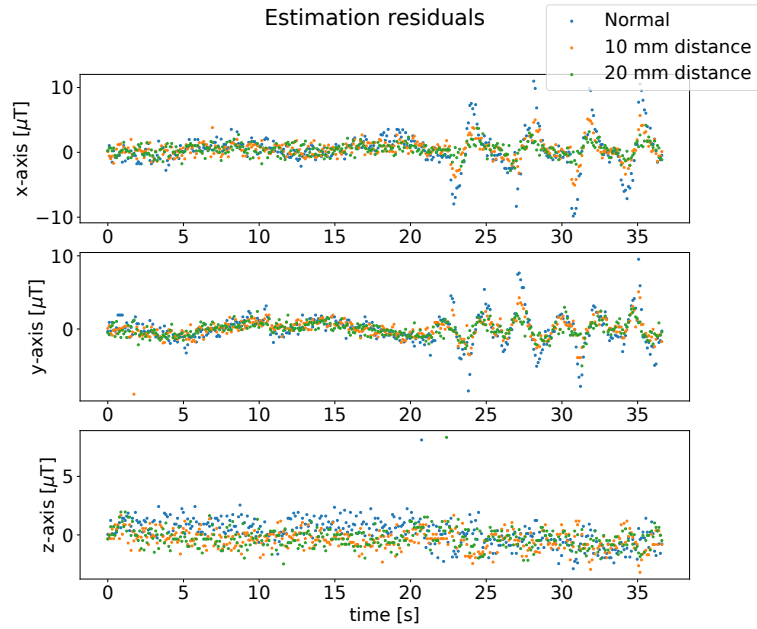 Estimation residuals
Normal
10 mm distance
20 mm distance
x-axis [μT]
10
0
−10
0 5 10 15 20 25 30 35
y-axis [μT]
10
0
0 5 10 15 20 25 30 35
z-axis [μT]
5
0
0 5 10 15 20 25 30 35
time [s]